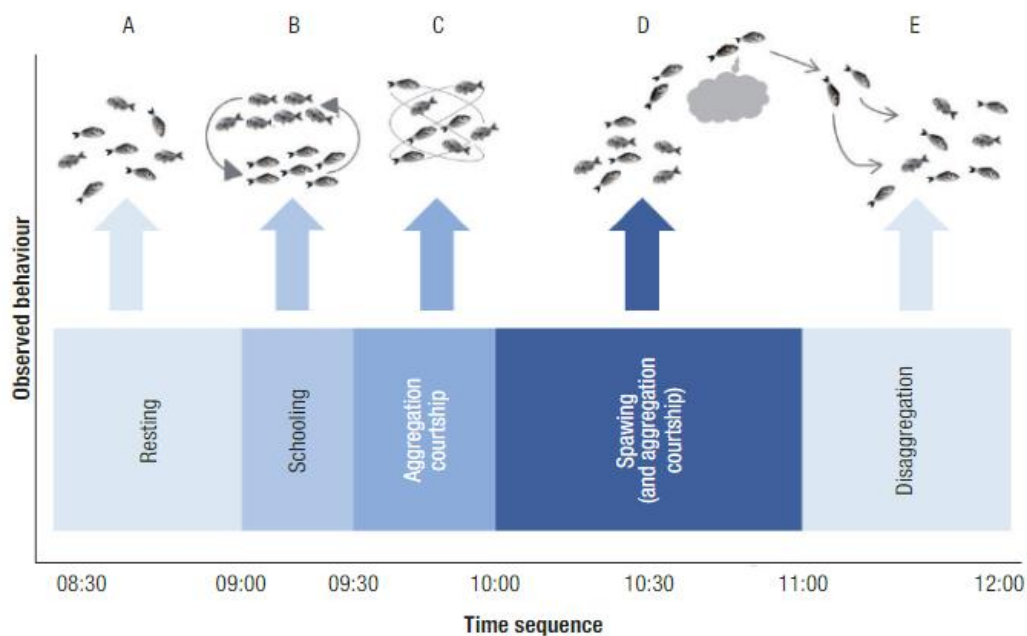 A B C D E
Observed behaviour
Resting
Schooling
Aggregation
courtship
Spawing
(and aggregation
courtship)
Disaggregation
08:30 09:00 09:30 10:00 10:30 11:00 12:00
Time sequence